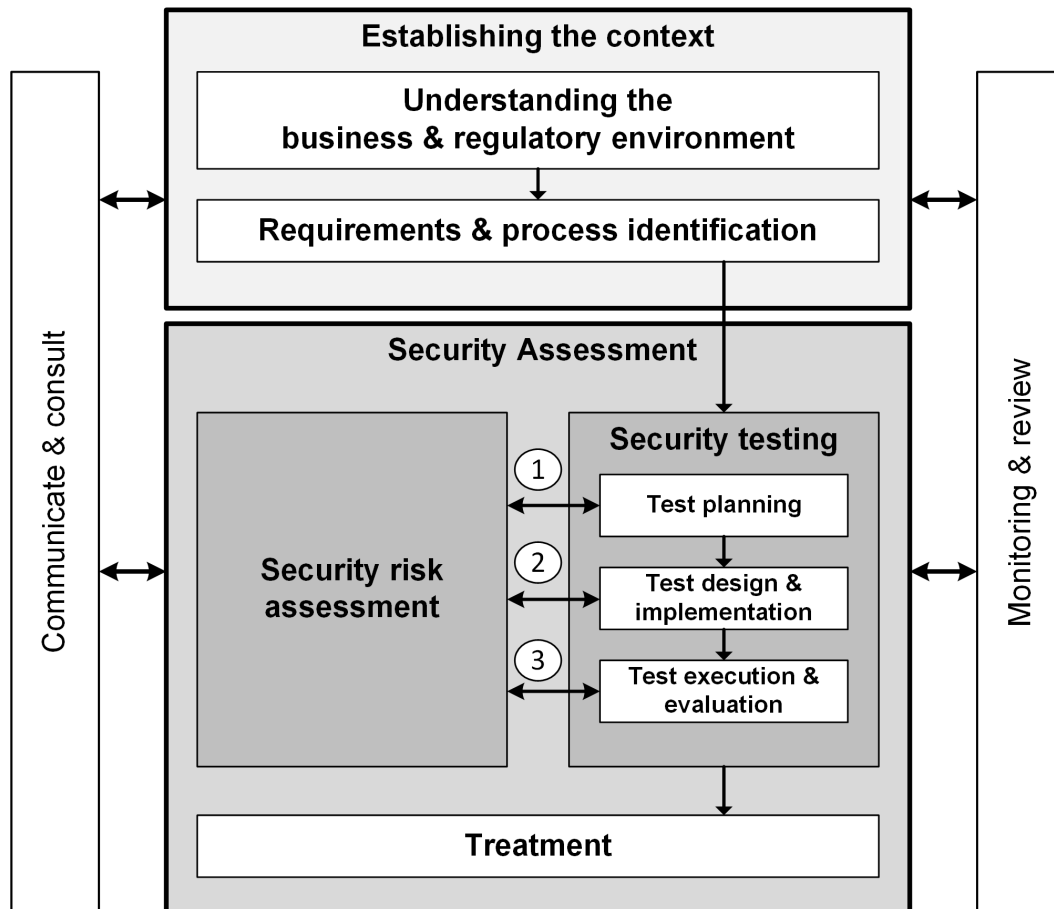 Establishing the context
Understanding the
business & regulatory environment
Requirements & process identification
Communicate & consult
Monitoring & review
Security Assessment
Security risk
assessment
Security testing
1
Test planning
2
Test design &
implementation
3
Test execution &
evaluation
Treatment